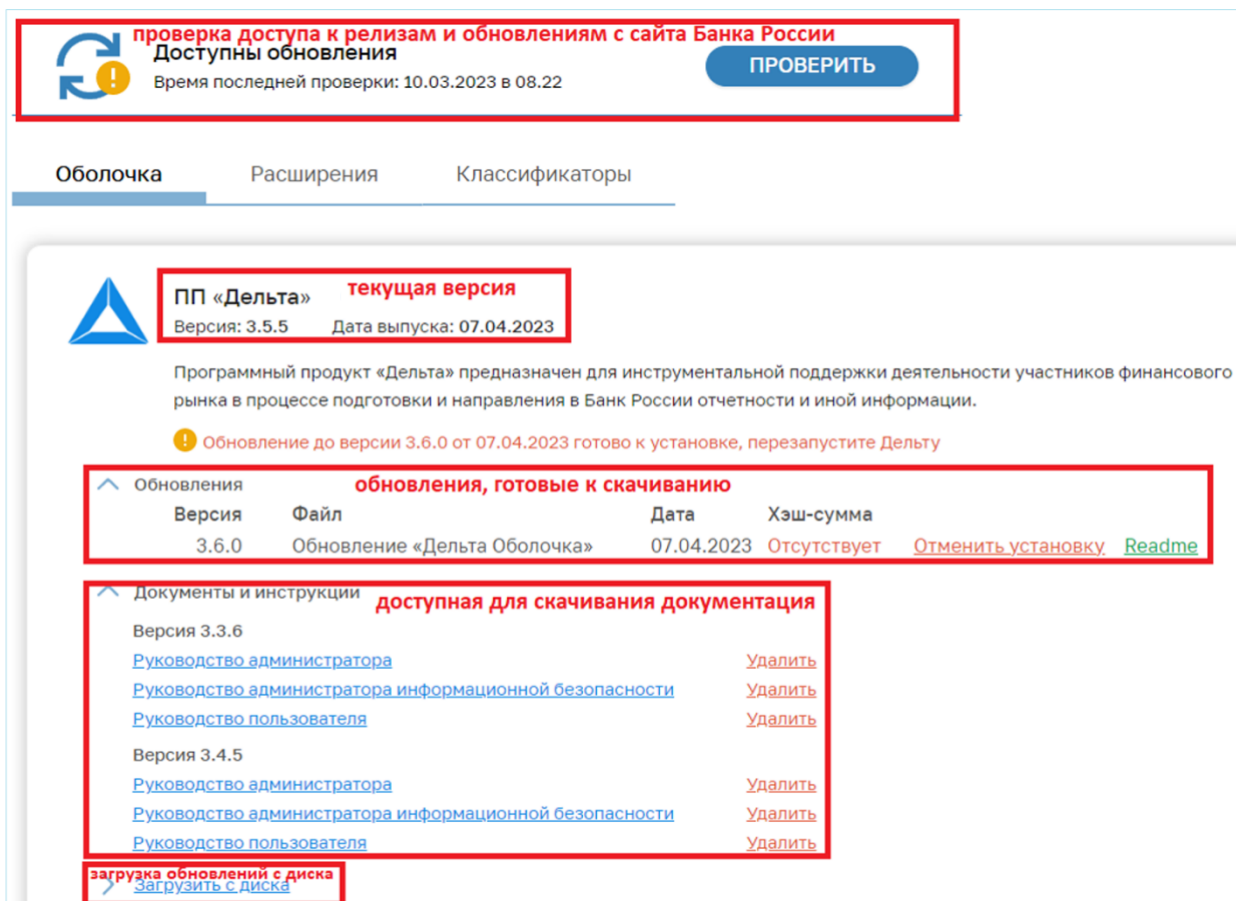 проверка доступа к релизам и обновлениям с сайта Банка России
Доступны обновления
Время последней проверки: 10.03.2023 в 08.22
ПРОВЕРИТЬ
Оболочка Расширения Классификаторы
текущая версия
ПП «Дельта»
Версия: 3.5.5 Дата выпуска: 07.04.2023
Программный продукт «Дельта» предназначен для инструментальной поддержки деятельности участников финансового
рынка в процессе подготовки и направления в Банк России отчетности и иной информации.
! Обновление до версии 3.6.0 от 07.04.2023 готово к установке, перезапустите Дельту
Обновления обновления, готовые к скачиванию
Версия Файл Дата Хэш-сумма
3.6.0 Обновление «Дельта Оболочка» 07.04.2023 Отсутствует Отменить установку Readme
Документы и инструкции доступная для скачивания документация
Версия 3.3.6
Руководство администратора Удалить
Руководство администратора информационной безопасности Удалить
Руководство пользователя Удалить
Версия 3.4.5
Руководство администратора Удалить
Руководство администратора информационной безопасности Удалить
Руководство пользователя Удалить
загрузка обновлений с диска
Загрузить с диска